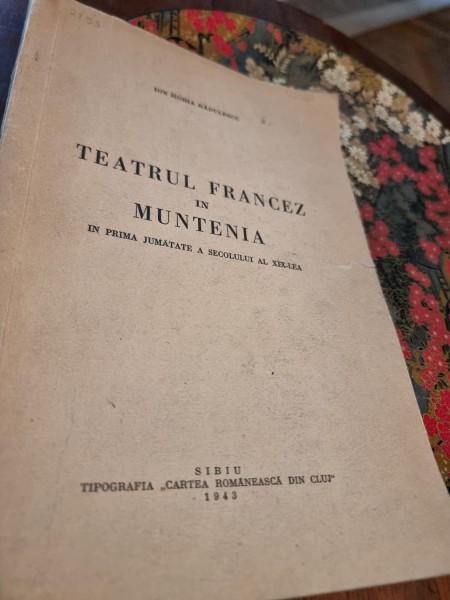 ION HORIA RĂDULESCU
TEATRUL FRANCEZ
IN
MUNTENIA
IN PRIMA JUMĂTATE A SECOLULUI AL XIX-LEA
SIBIU
TIPOGRAFIA „CARTEA ROMÂNEASCĂ DIN CLUJ"
1943